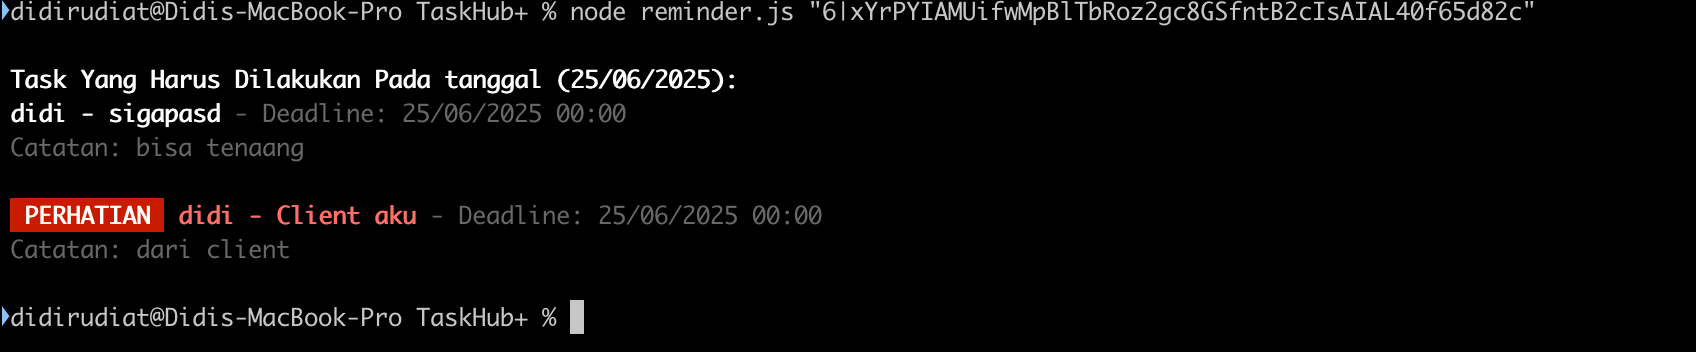 didirudiat@Didis-MacBook-Pro TaskHub+ % node reminder.js "6|xYrPYIAMUifwMpBlTbRoz2gc8GSfntB2cIsAIAL40f65d82c"
Task Yang Harus Dilakukan Pada tanggal (25/06/2025):
didi - sigapasd - Deadline: 25/06/2025 00:00
Catatan: bisa tenaang
PERHATIAN didi - Client aku - Deadline: 25/06/2025 00:00
Catatan: dari client
didirudiat@Didis-MacBook-Pro TaskHub+ %